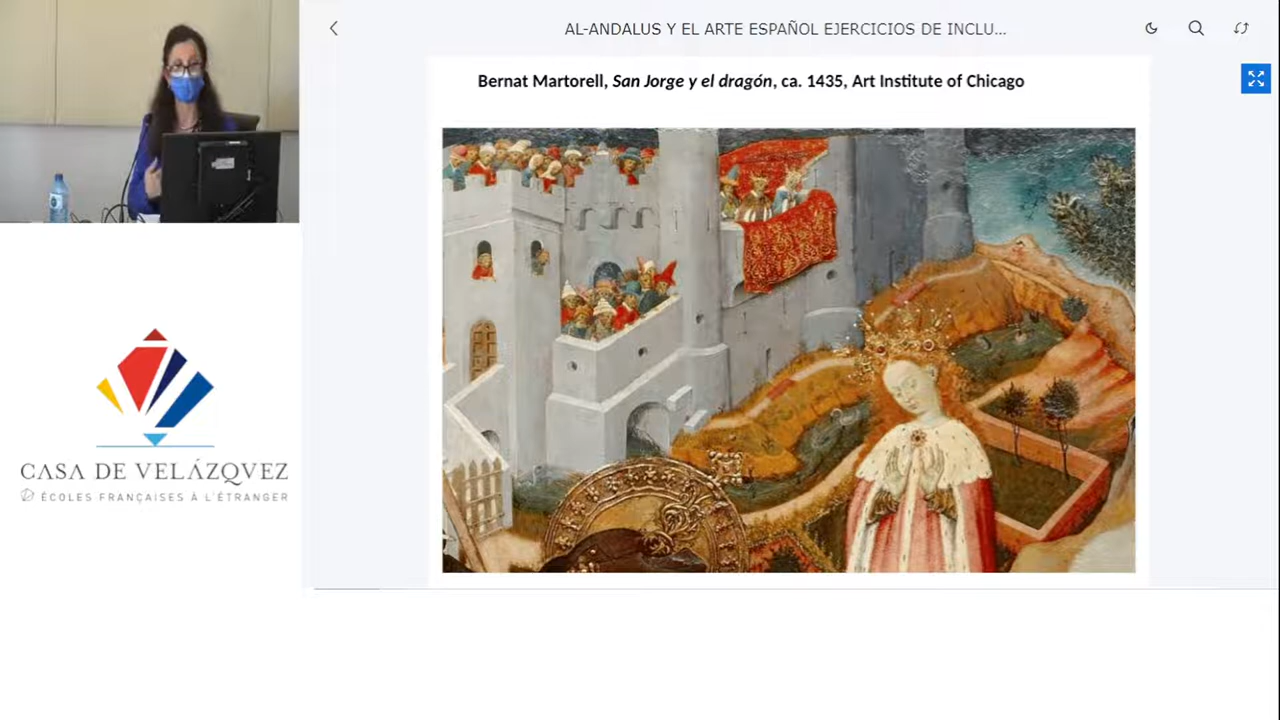 AL-ANDALUS Y EL ARTE ESPAÑOL EJERCICIOS DE INCLU...
Bernat Martorell, San Jorge y el dragón, ca. 1435, Art Institute of Chicago
CASA DE VELÁZQVEZ
ÉCOLES FRANÇAISES À L'ÉTRANGER